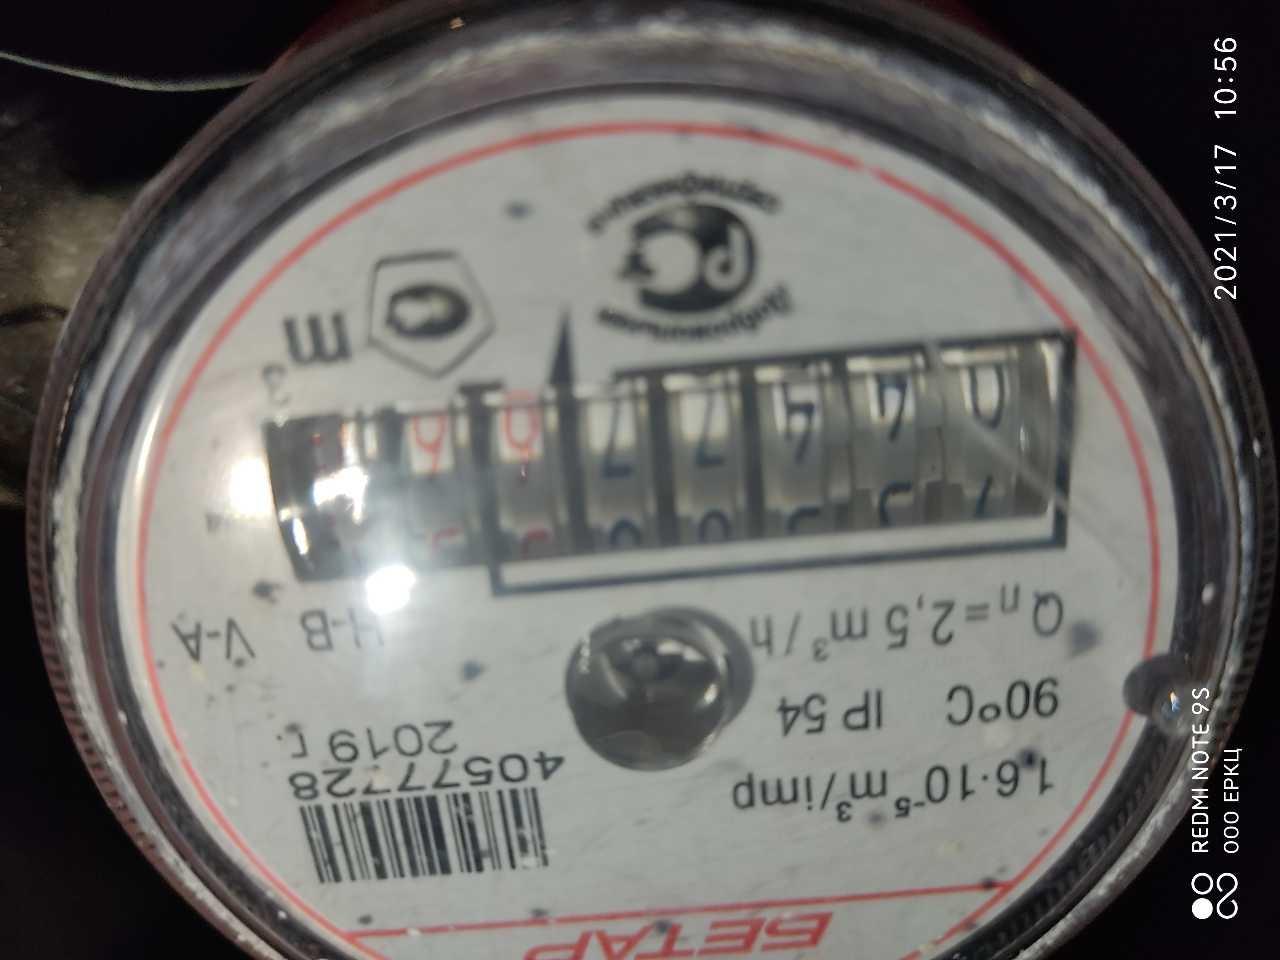 БЕТАР
1,6·10⁻⁵ m³/imp
40577728
2019 г.
90°C IP 54
Qn=2,5 m³/h
H-B V-A
04477
m³
REDMI NOTE 9S
ООО ЕРКЦ
2021/3/17 10:56